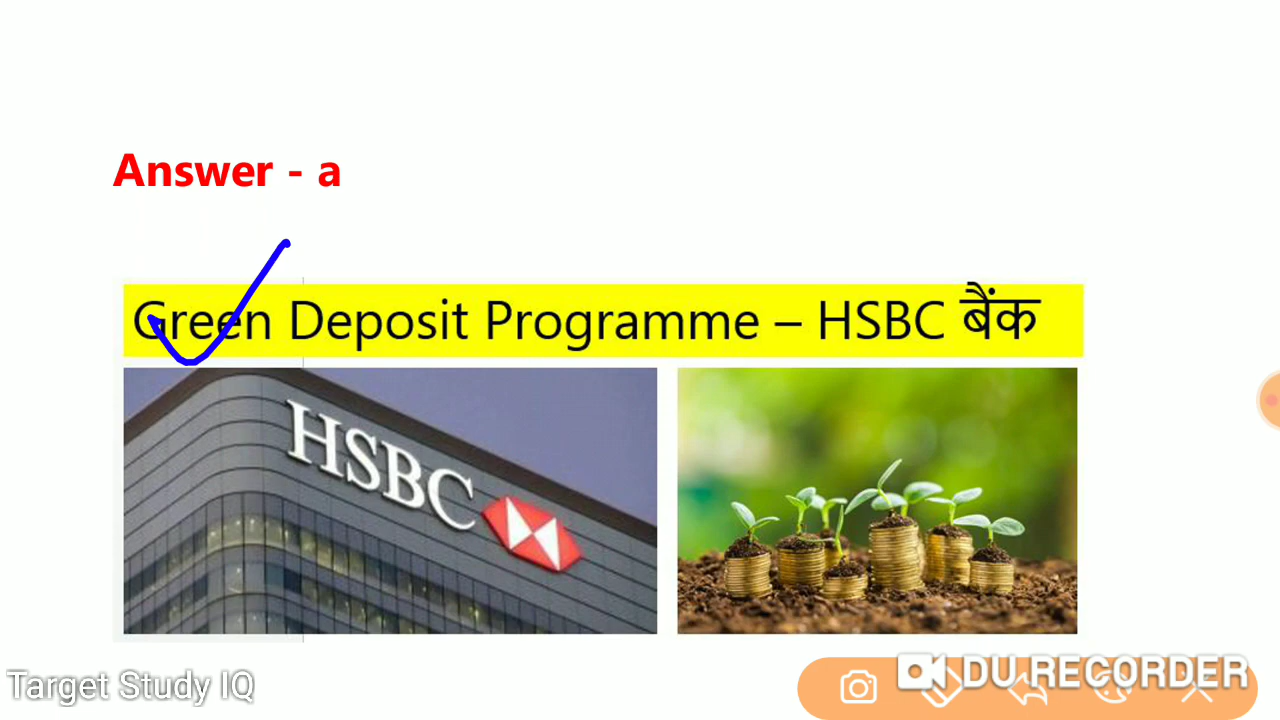 Answer - a
Green Deposit Programme – HSBC बैंक
HSBC
Target Study IQ
DU RECORDER